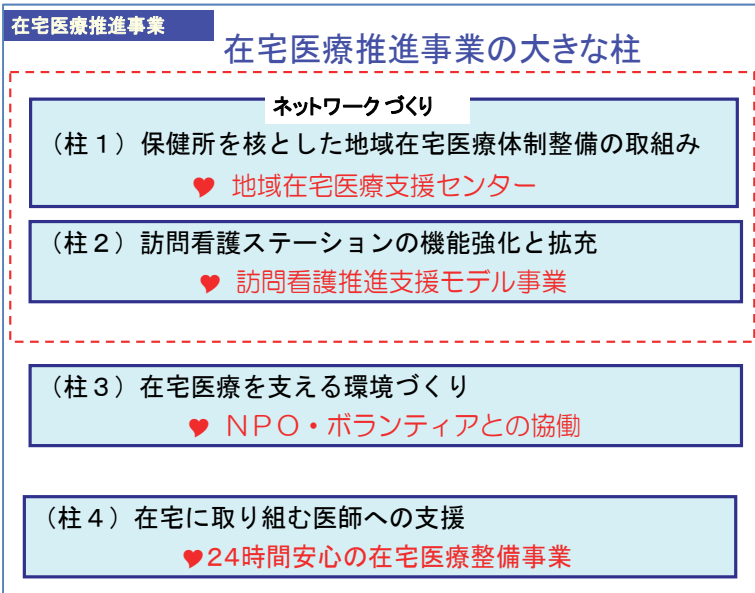 在宅医療推進事業
在宅医療推進事業の大きな柱
ネットワークづくり
(柱1)保健所を核とした地域在宅医療体制整備の取組み
♥ 地域在宅医療支援センター
(柱2)訪問看護ステーションの機能強化と拡充
♥ 訪問看護推進支援モデル事業
(柱3)在宅医療を支える環境づくり
♥ NPO・ボランティアとの協働
(柱4)在宅に取り組む医師への支援
♥24時間安心の在宅医療整備事業